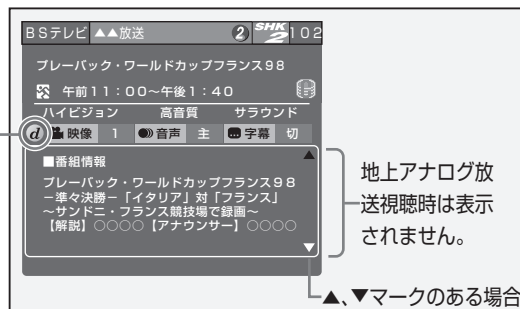 BSテレビ ▲▲放送 2 SHK2 102
プレーバック・ワールドカップフランス98
午前11:00～午後1:40
ハイビジョン 高音質 サラウンド
d 映像 1 音声 主 字幕 切
■番組情報
プレーバック・ワールドカップフランス98
－準々決勝－「イタリア」対「フランス」
～サンドニ・フランス競技場で録画～
【解説】○○○○【アナウンサー】○○○○
地上アナログ放
送視聴時は表示
されません。
▲、▼マークのある場合